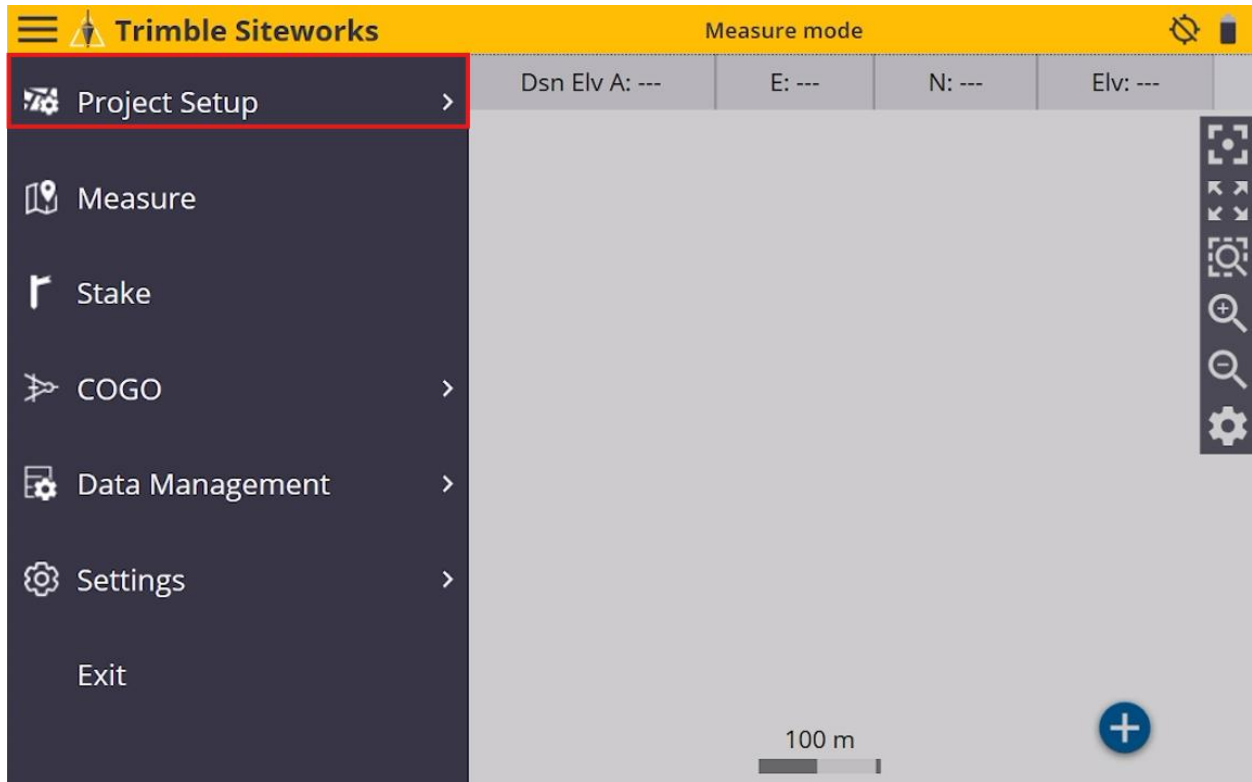 Trimble Siteworks
Measure mode
Project Setup
Dsn Elv A: ---
E: ---
N: ---
Elv: ---
Measure
Stake
COGO
Data Management
Settings
Exit
100 m